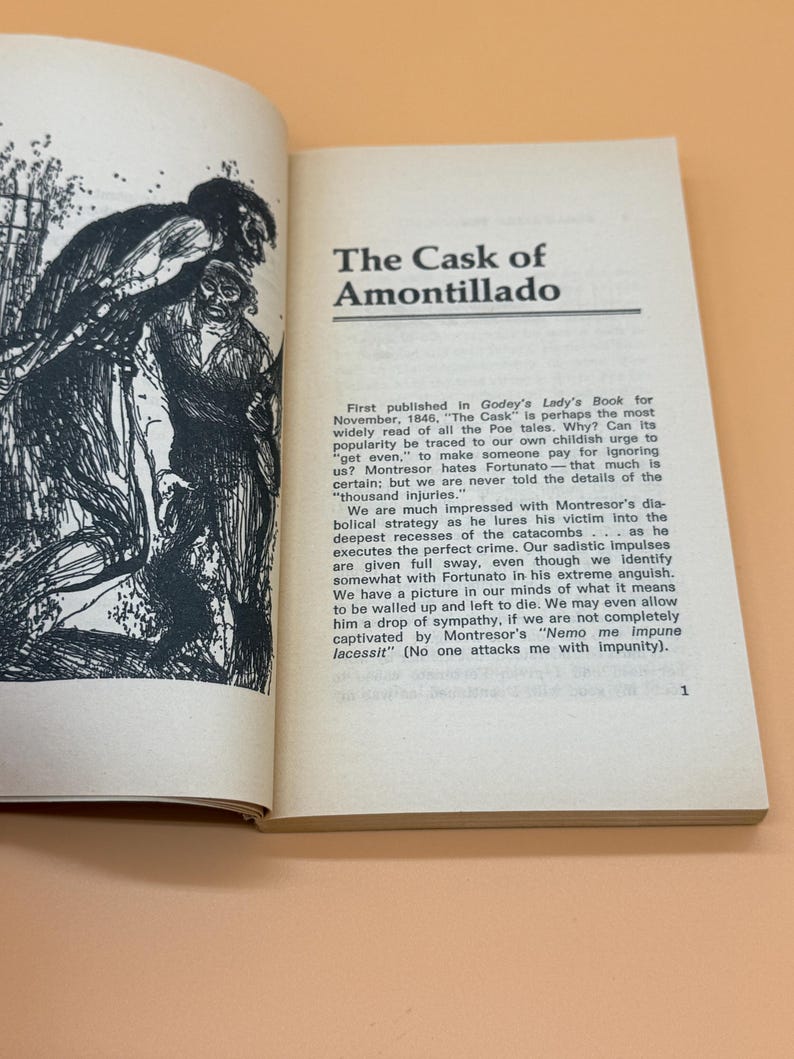 The Cask of
Amontillado
First published in Godey's Lady's Book for
November, 1846, "The Cask" is perhaps the most
widely read of all the Poe tales. Why? Can its
popularity be traced to our own childish urge to
"get even," to make someone pay for ignoring
us? Montresor hates Fortunato — that much is
certain; but we are never told the details of the
"thousand injuries."
We are much impressed with Montresor's dia-
bolical strategy as he lures his victim into the
deepest recesses of the catacombs . . . as he
executes the perfect crime. Our sadistic impulses
are given full sway, even though we identify
somewhat with Fortunato in his extreme anguish.
We have a picture in our minds of what it means
to be walled up and left to die. We may even allow
him a drop of sympathy, if we are not completely
captivated by Montresor's "Nemo me impune
lacessit" (No one attacks me with impunity).
1